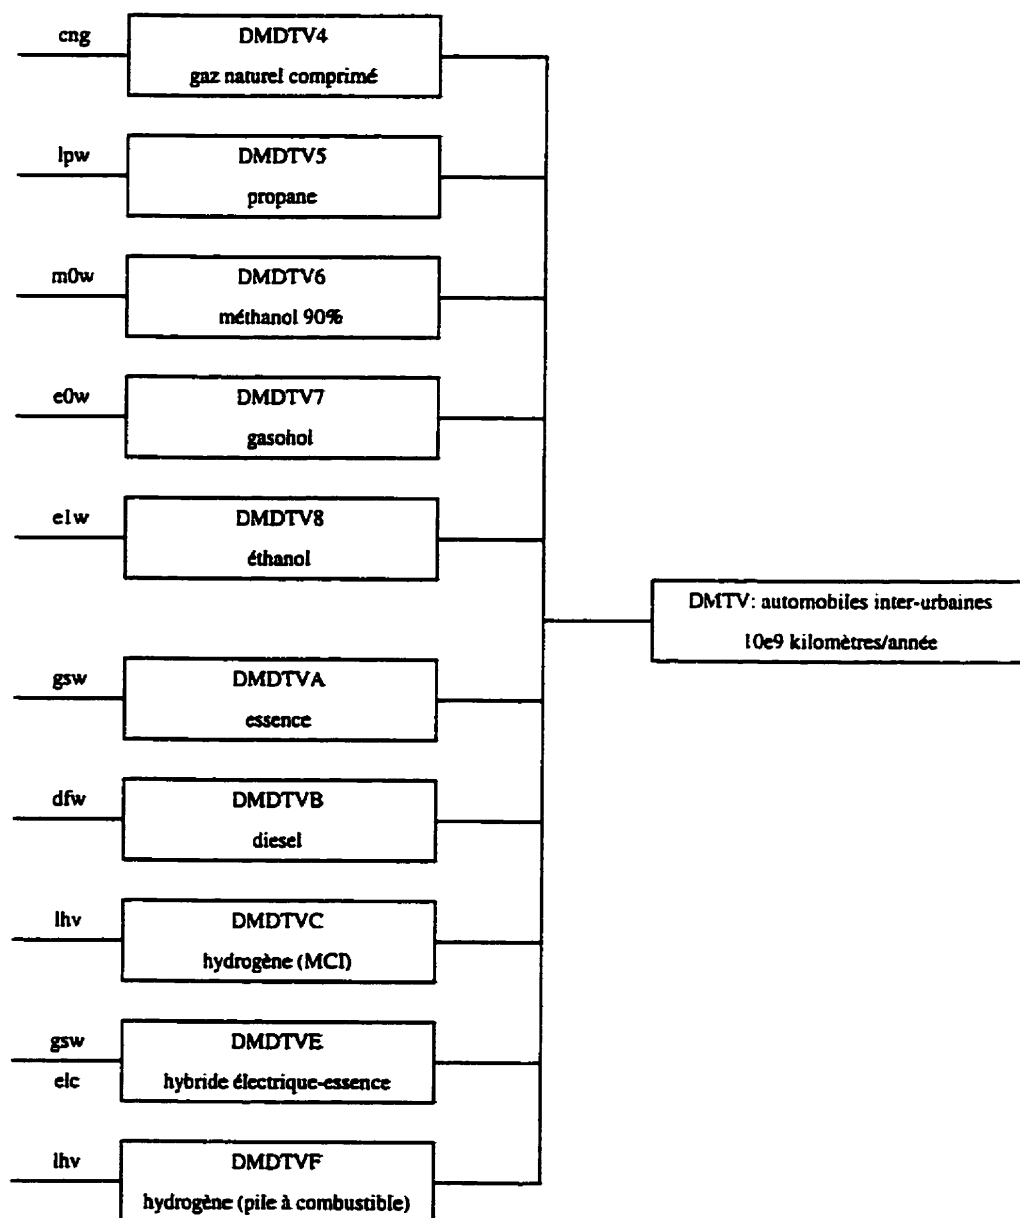 cng
DMDTV4
gaz naturel comprimé
lpw
DMDTV5
propane
m0w
DMDTV6
méthanol 90%
e0w
DMDTV7
gasohol
e1w
DMDTV8
éthanol
DMTV: automobiles inter-urbaines
10e9 kilomètres/année
gsw
DMDTVA
essence
dfw
DMDTVB
diesel
lhv
DMDTVC
hydrogène (MCI)
gsw
DMDTVE
elc
hybride électrique-essence
lhv
DMDTVF
hydrogène (pile à combustible)